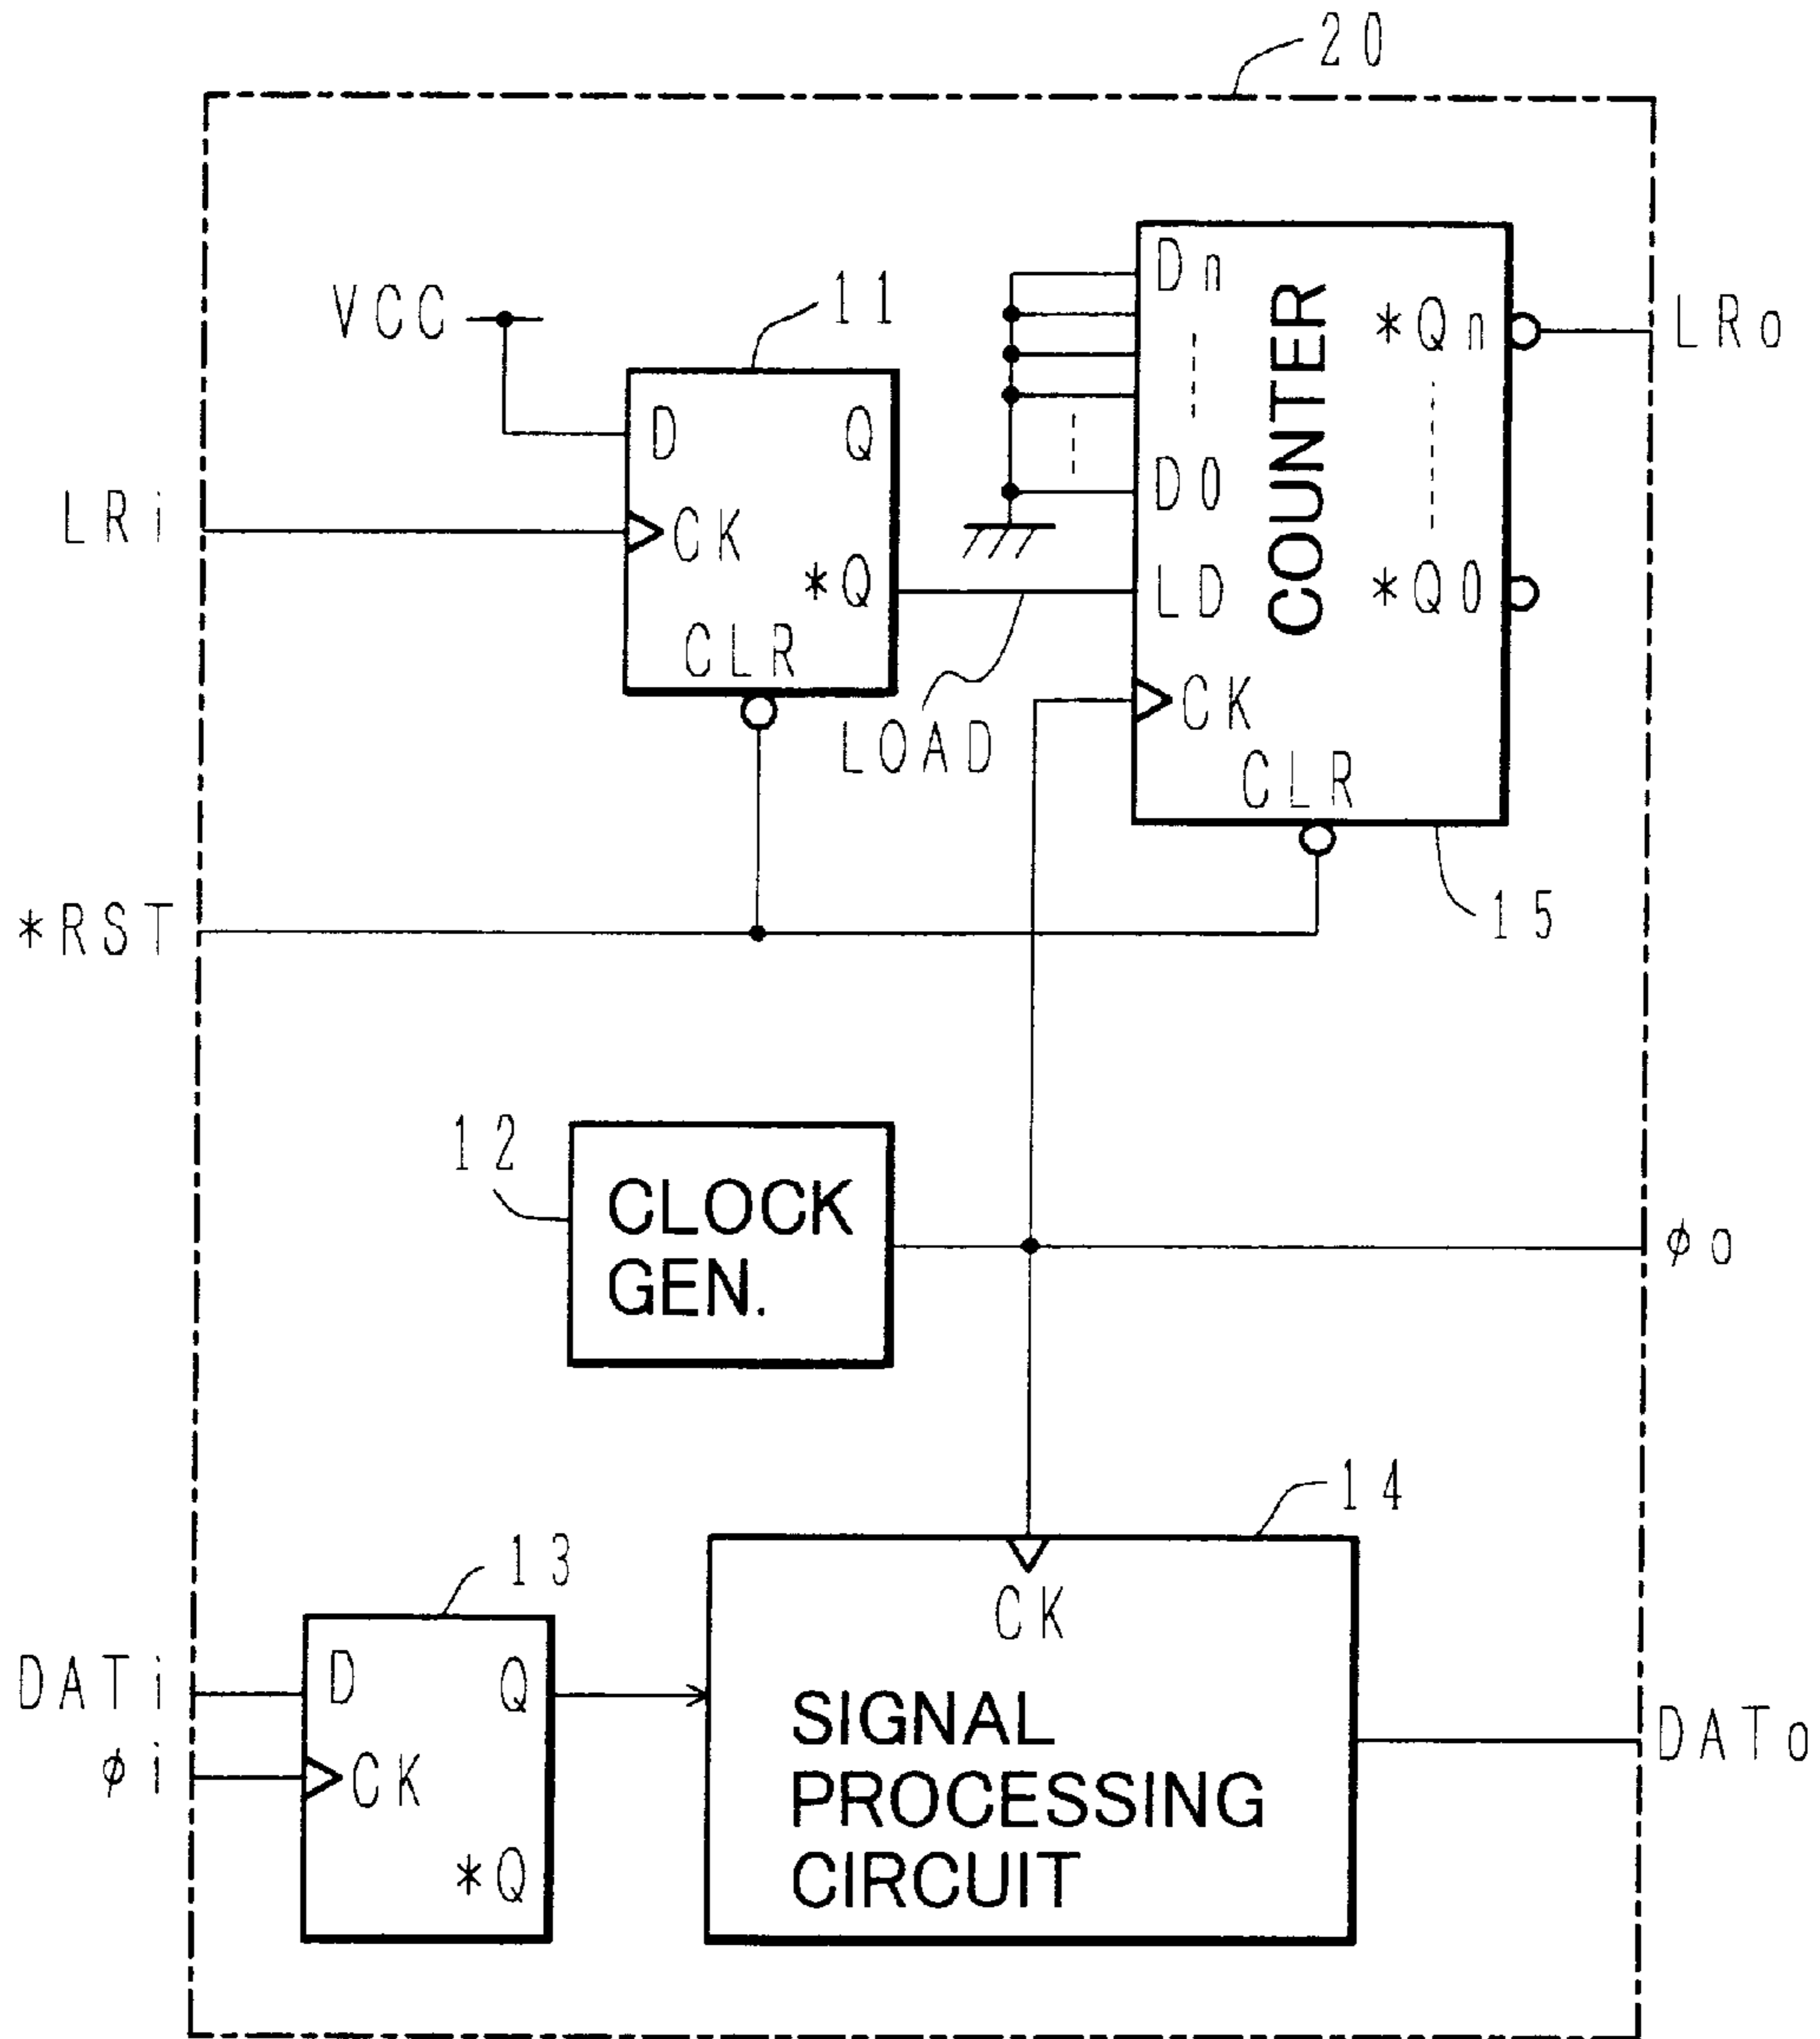 20
Dn
11
VCC
*Qn
LRo
D
Q
COUNTER
LRi
CK
D0
*Q
LD
*Q0
CLR
CK
LOAD
CLR
*RST
15
12
CLOCK
GEN.
φo
14
13
CK
DATi
D
Q
SIGNAL
PROCESSING
CIRCUIT
DATo
φi
CK
*Q